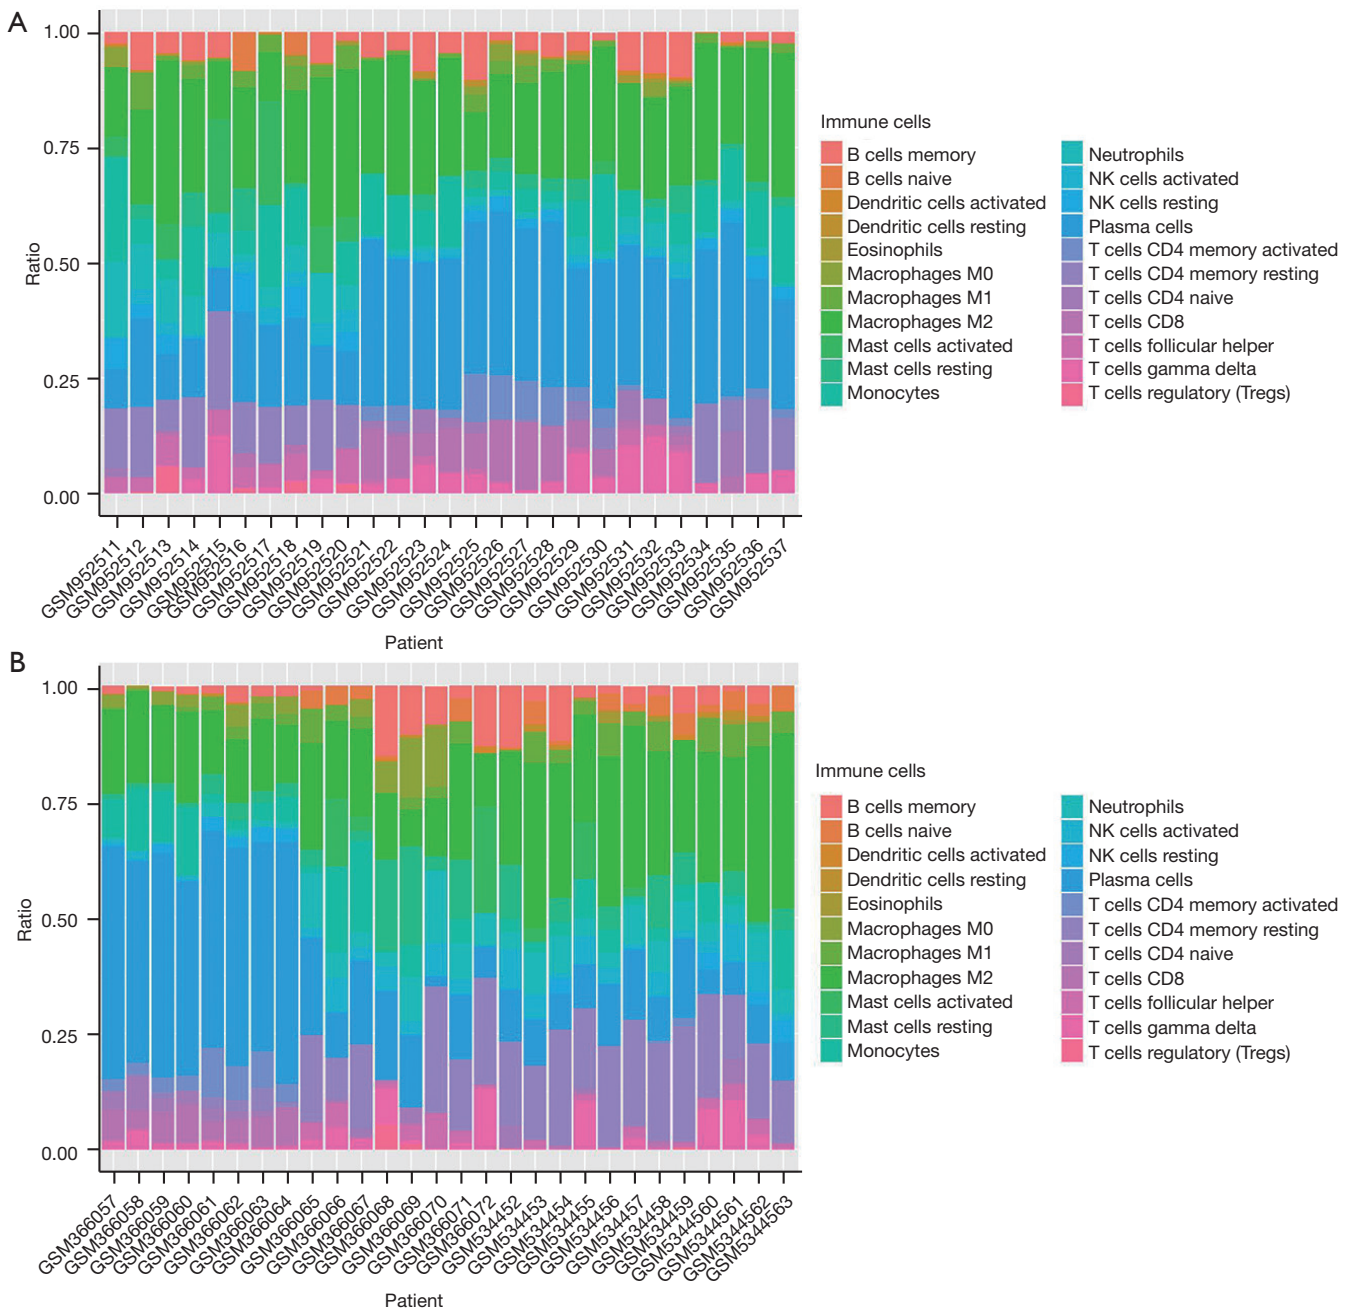 A
1.00
0.75
0.50
0.25
0.00
Ratio
GSM952511
GSM952512
GSM952513
GSM952514
GSM952515
GSM952516
GSM952517
GSM952518
GSM952519
GSM952520
GSM952521
GSM952522
GSM952523
GSM952524
GSM952525
GSM952526
GSM952527
GSM952528
GSM952529
GSM952530
GSM952531
GSM952532
GSM952533
GSM952534
GSM952535
GSM952536
GSM952537
Patient
Immune cells
B cells memory
B cells naive
Dendritic cells activated
Dendritic cells resting
Eosinophils
Macrophages M0
Macrophages M1
Macrophages M2
Mast cells activated
Mast cells resting
Monocytes
Neutrophils
NK cells activated
NK cells resting
Plasma cells
T cells CD4 memory activated
T cells CD4 memory resting
T cells CD4 naive
T cells CD8
T cells follicular helper
T cells gamma delta
T cells regulatory (Tregs)
B
1.00
0.75
0.50
0.25
0.00
Ratio
GSM366057
GSM366058
GSM366059
GSM366060
GSM366061
GSM366062
GSM366063
GSM366064
GSM366065
GSM366066
GSM366067
GSM366068
GSM366069
GSM366070
GSM366071
GSM366072
GSM534452
GSM534453
GSM534454
GSM534455
GSM534456
GSM534457
GSM534458
GSM534459
GSM534460
GSM534461
GSM534462
GSM534463
Patient
Immune cells
B cells memory
B cells naive
Dendritic cells activated
Dendritic cells resting
Eosinophils
Macrophages M0
Macrophages M1
Macrophages M2
Mast cells activated
Mast cells resting
Monocytes
Neutrophils
NK cells activated
NK cells resting
Plasma cells
T cells CD4 memory activated
T cells CD4 memory resting
T cells CD4 naive
T cells CD8
T cells follicular helper
T cells gamma delta
T cells regulatory (Tregs)